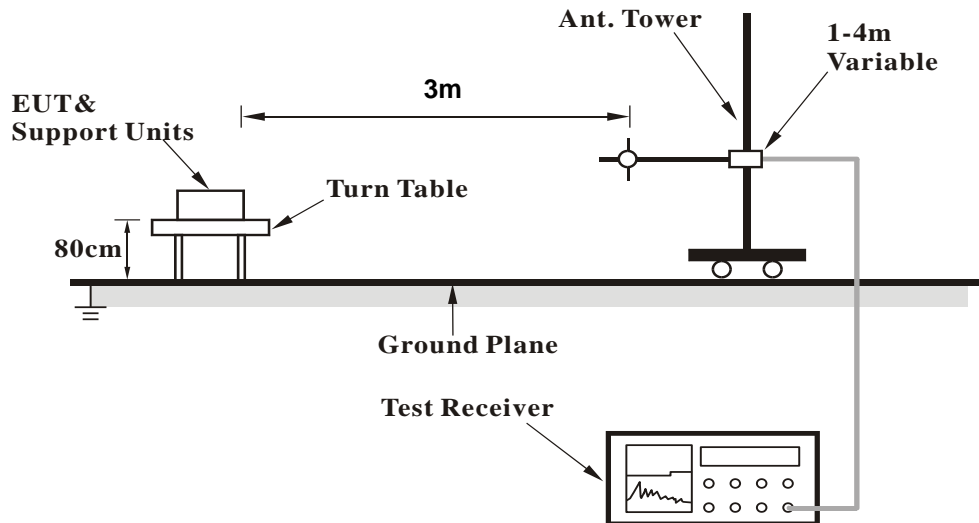 Ant. Tower
1-4m
Variable
3m
EUT&
Support Units
Turn Table
80cm
Ground Plane
Test Receiver